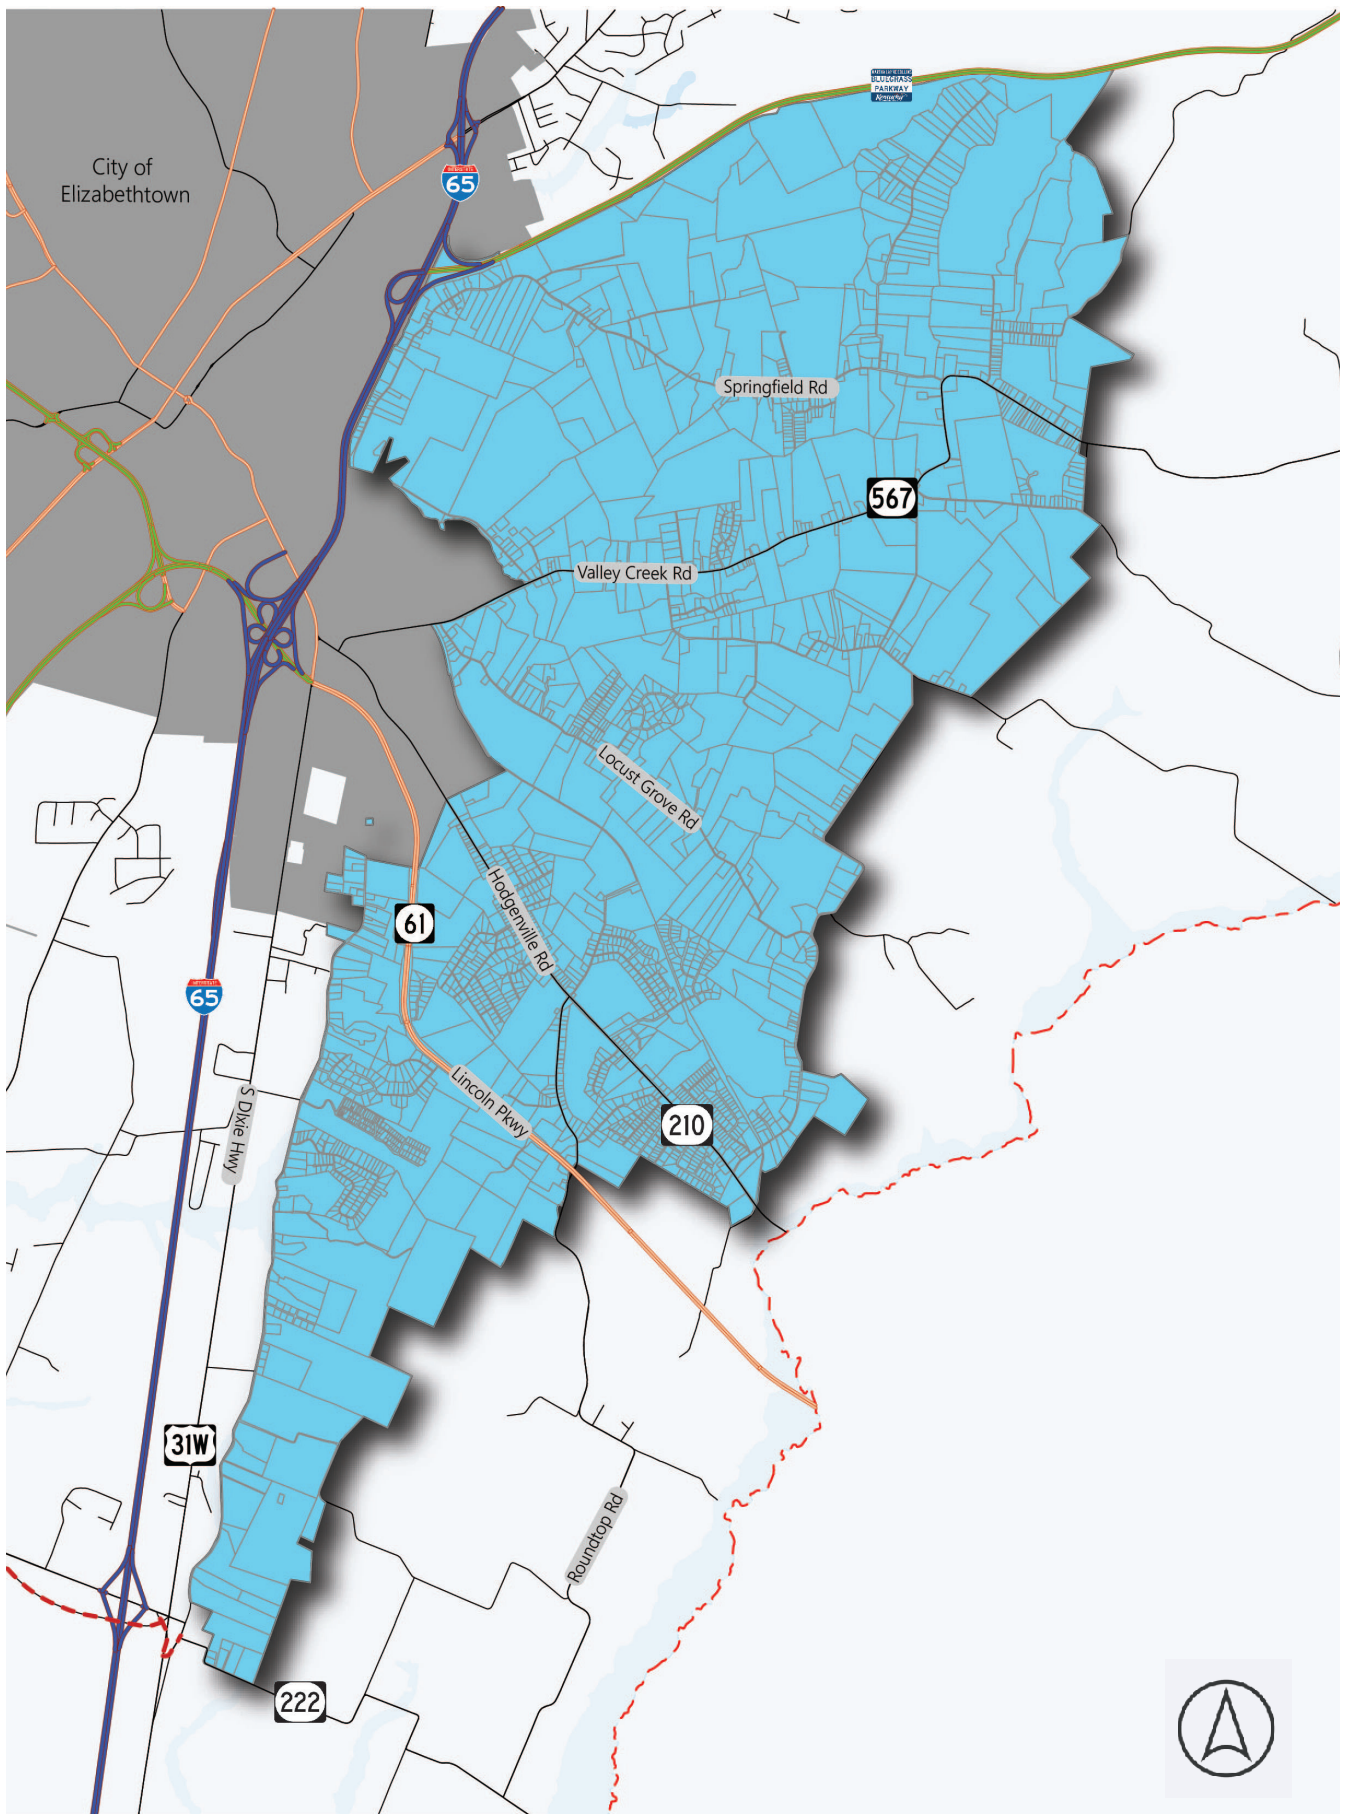 BLUEGRASS
PARKWAY
Kentucky
City of
Elizabethtown
65
Springfield Rd
567
Valley Creek Rd
Locust Grove Rd
Hodgenville Rd
61
65
Lincoln Pkwy
S Dixie Hwy
210
31W
Roundtop Rd
222